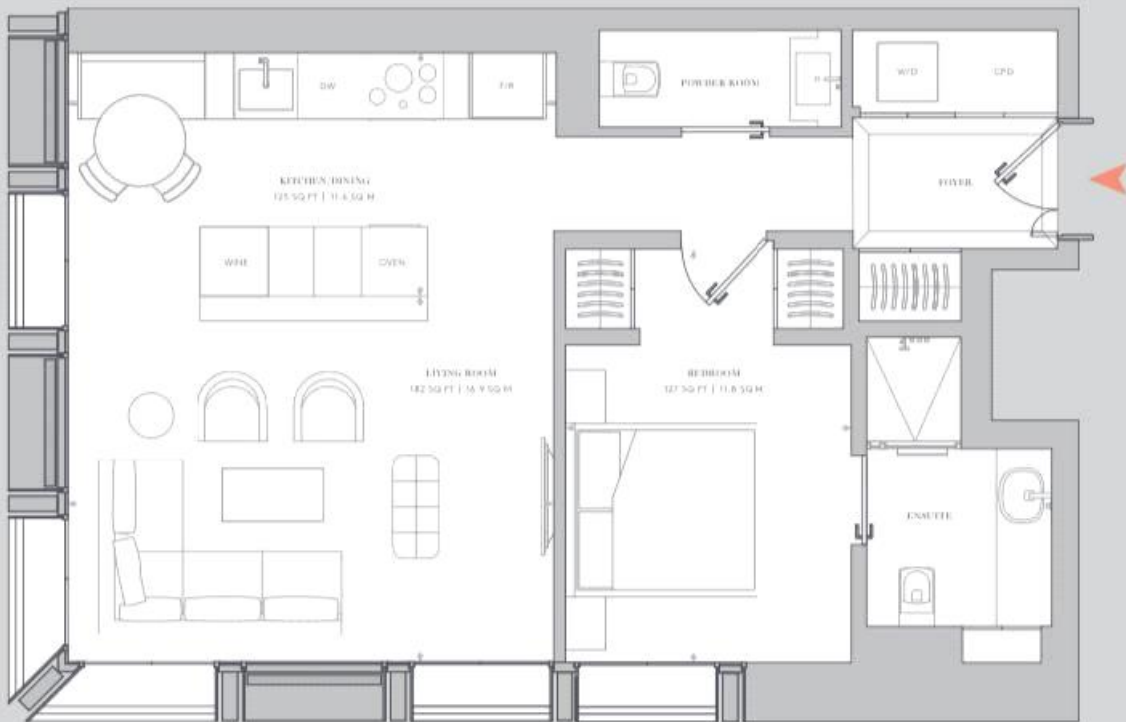 POWDER ROOM
W/D
CPD
DW
F/R
KITCHEN/DINING
125 SQ FT | 11.6 SQ M
FOYER
WINE
OVEN
LIVING ROOM
182 SQ FT | 16.9 SQ M
BEDROOM
127 SQ FT | 11.8 SQ M
ENSUITE